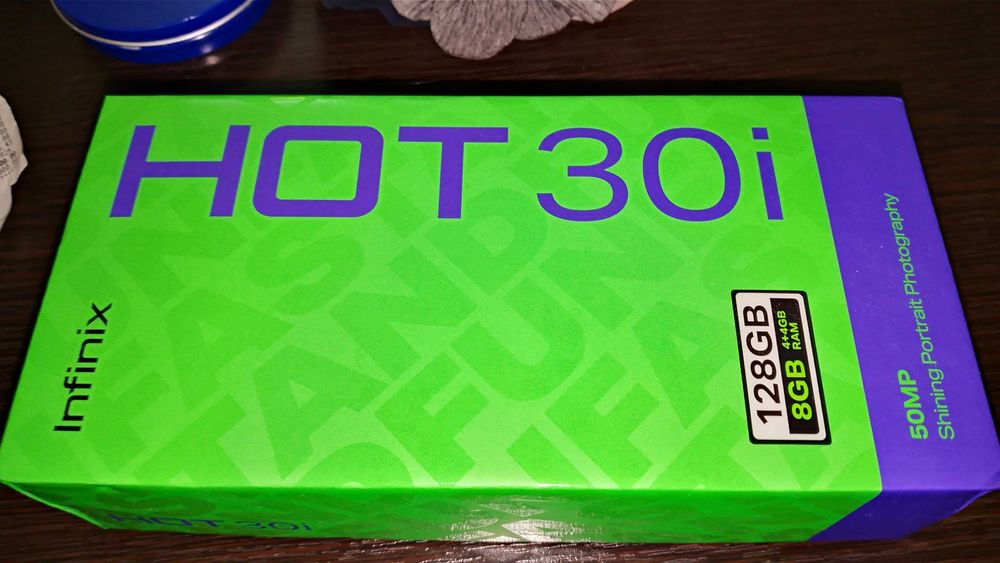 HOT 30i
Infinix
128GB
8GB 4+4GB RAM
50MP
Shining Portrait Photography
HOT 30i